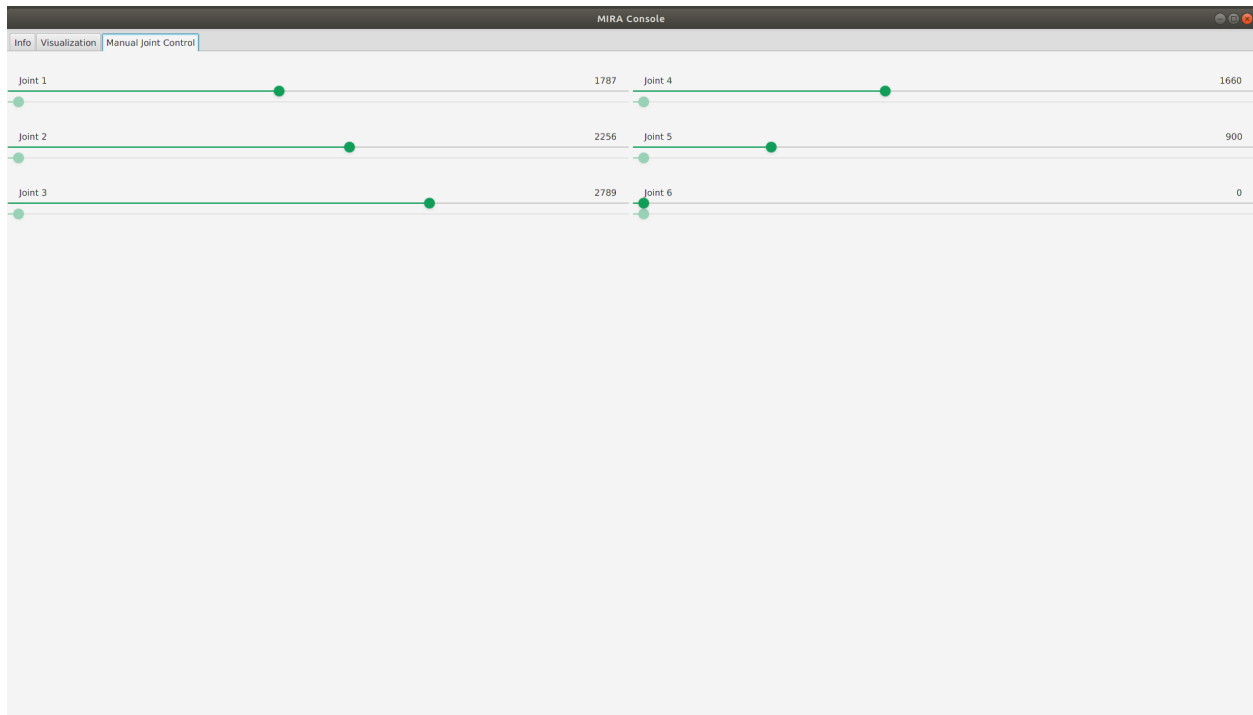 MIRA Console
Info Visualization Manual Joint Control
Joint 1 1787
Joint 4 1660
Joint 2 2256
Joint 5 900
Joint 3 2789
Joint 6 0